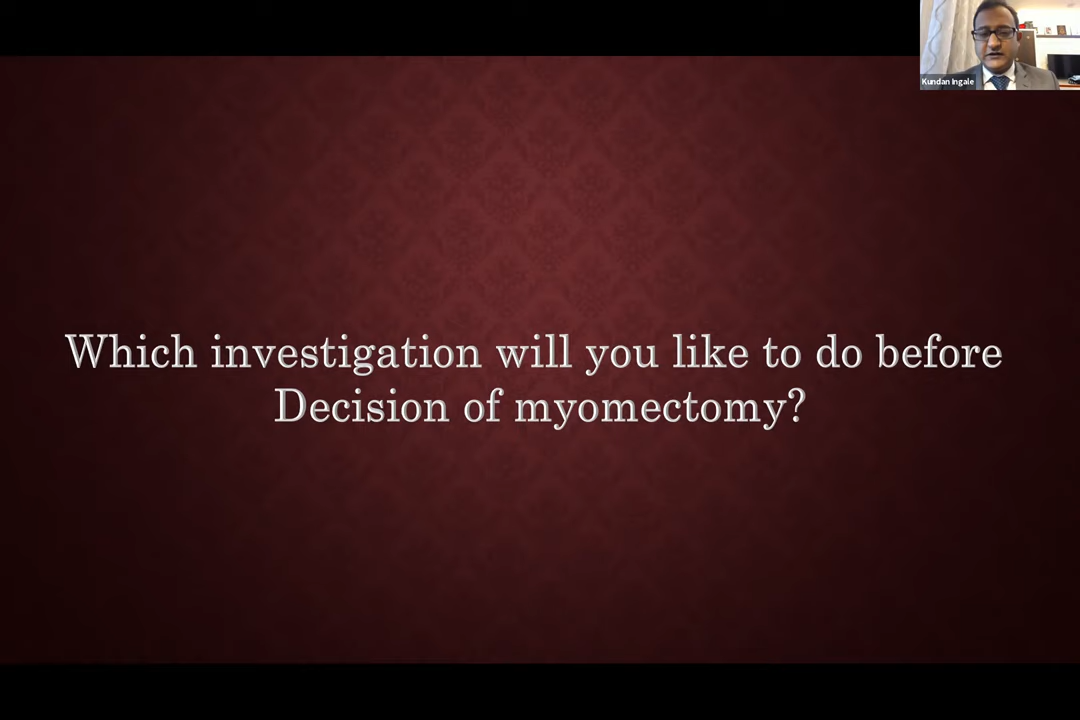 Kundan Ingale
Which investigation will you like to do before
Decision of myomectomy?